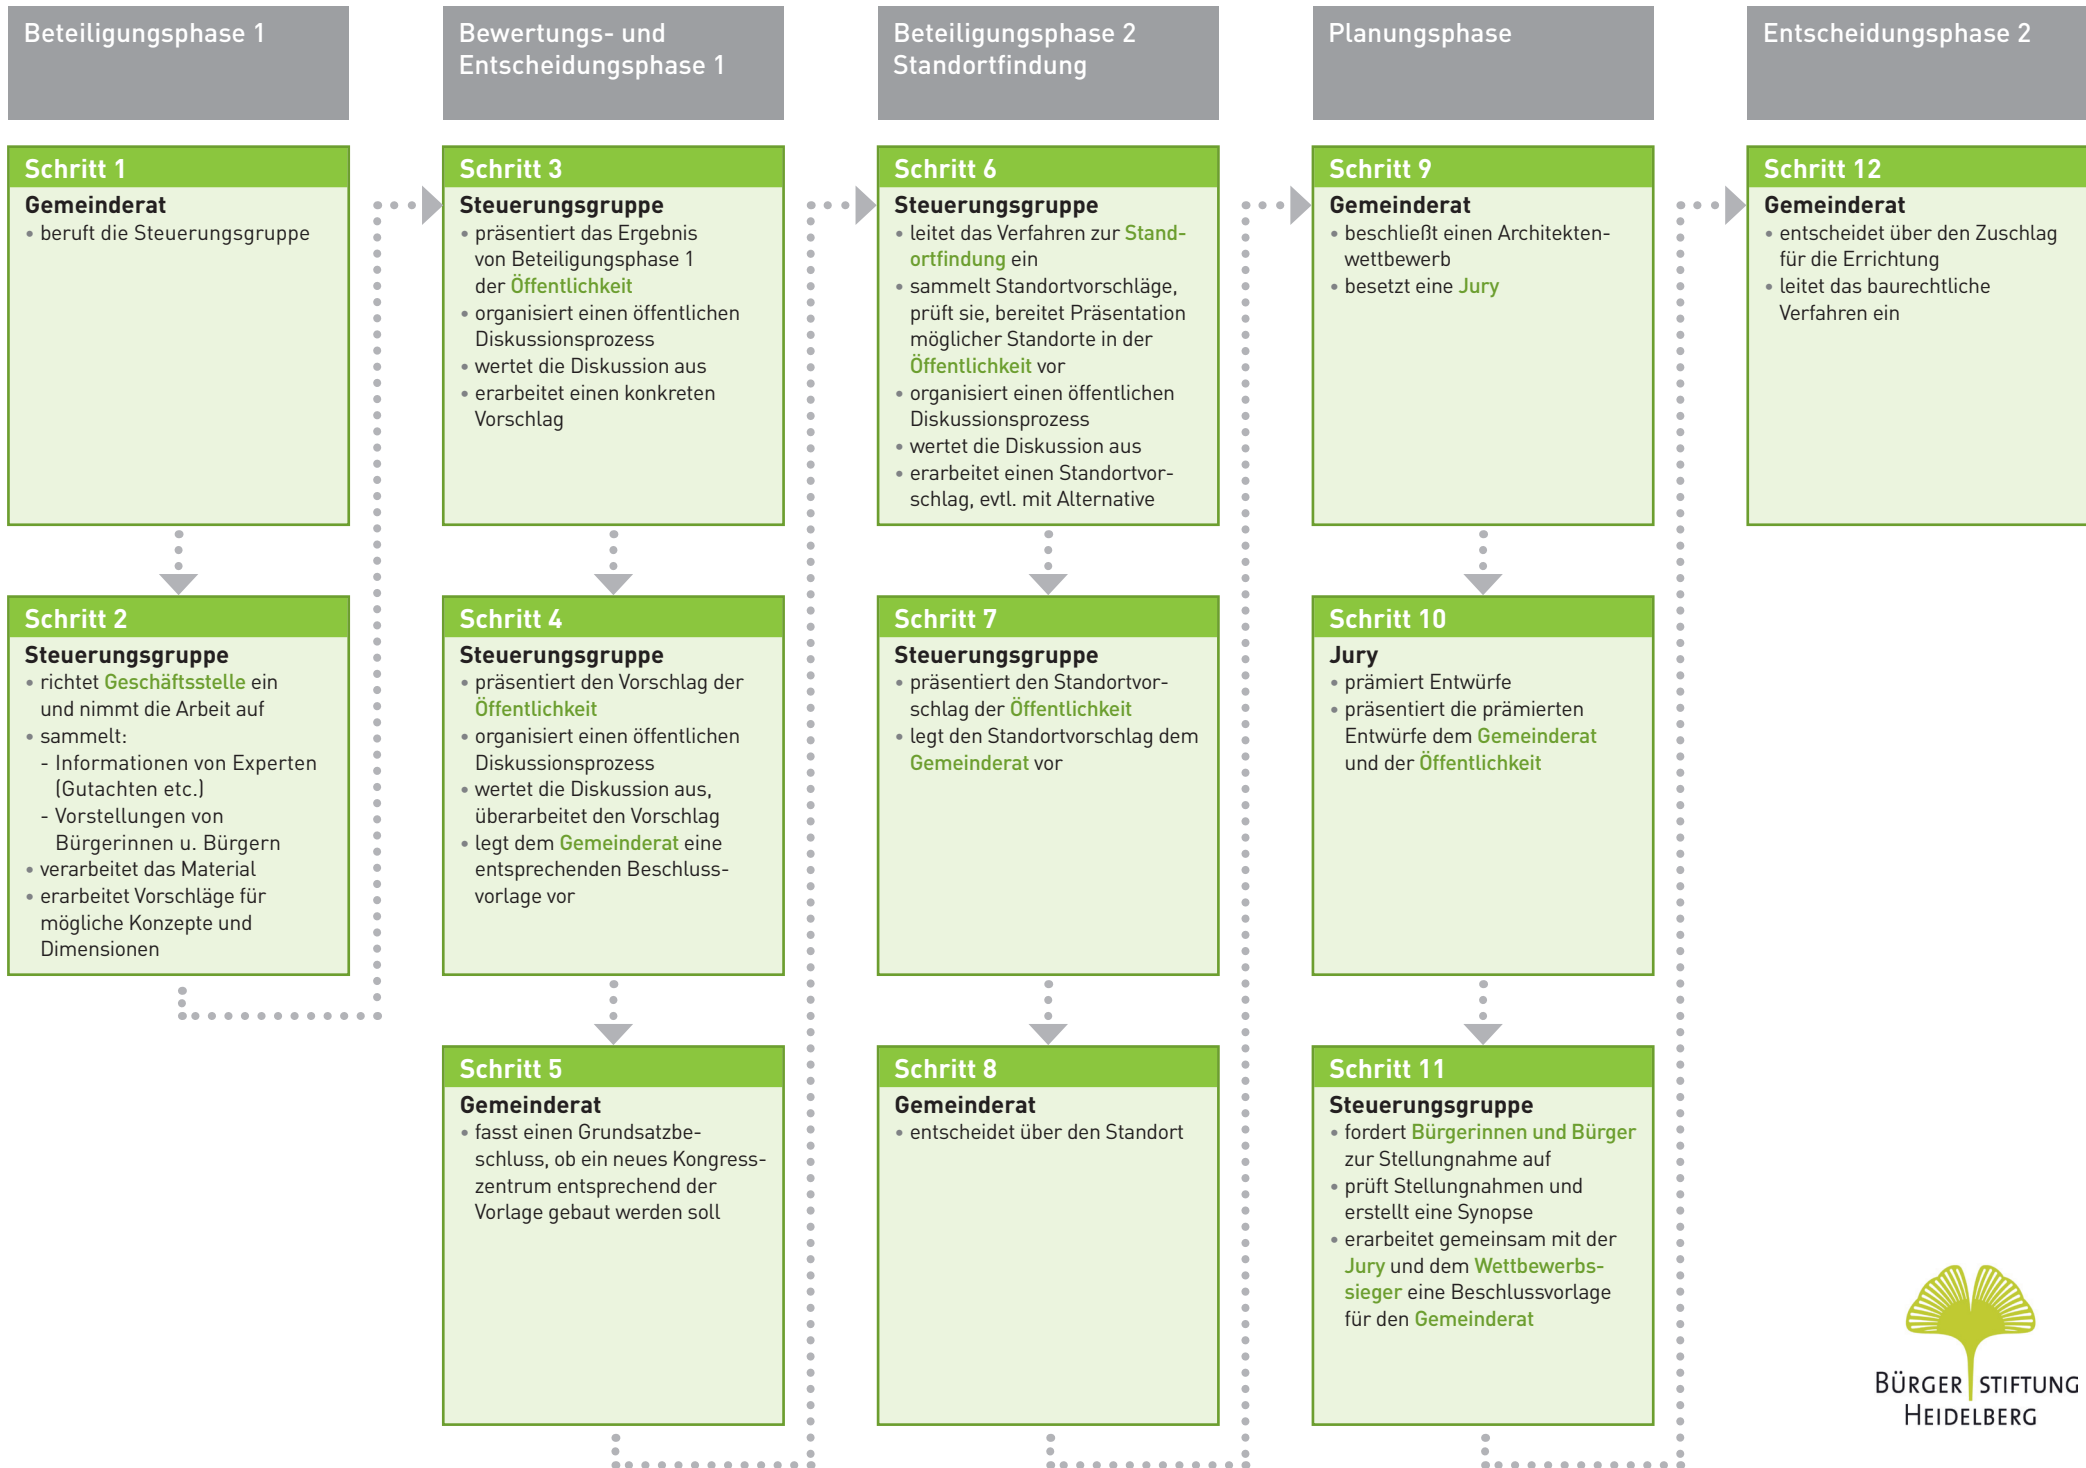 Beteiligungsphase 1
Schritt 1
Gemeinderat
• beruft die Steuerungsgruppe
Schritt 2
Steuerungsgruppe
• richtet Geschäftsstelle ein
und nimmt die Arbeit auf
• sammelt:
- Informationen von Experten
(Gutachten etc.)
- Vorstellungen von
Bürgerinnen u. Bürgern
• verarbeitet das Material
• erarbeitet Vorschläge für
mögliche Konzepte und
Dimensionen
Bewertungs- und
Entscheidungsphase 1
Schritt 3
Steuerungsgruppe
• präsentiert das Ergebnis
von Beteiligungsphase 1
der Öffentlichkeit
• organisiert einen öffentlichen
Diskussionsprozess
• wertet die Diskussion aus
• erarbeitet einen konkreten
Vorschlag
Schritt 4
Steuerungsgruppe
• präsentiert den Vorschlag der
Öffentlichkeit
• organisiert einen öffentlichen
Diskussionsprozess
• wertet die Diskussion aus,
überarbeitet den Vorschlag
• legt dem Gemeinderat eine
entsprechenden Beschluss-
vorlage vor
Schritt 5
Gemeinderat
• fasst einen Grundsatzbe-
schluss, ob ein neues Kongress-
zentrum entsprechend der
Vorlage gebaut werden soll
Beteiligungsphase 2
Standortfindung
Schritt 6
Steuerungsgruppe
• leitet das Verfahren zur Stand-
ortfindung ein
• sammelt Standortvorschläge,
prüft sie, bereitet Präsentation
möglicher Standorte in der
Öffentlichkeit vor
• organisiert einen öffentlichen
Diskussionsprozess
• wertet die Diskussion aus
• erarbeitet einen Standortvor-
schlag, evtl. mit Alternative
Schritt 7
Steuerungsgruppe
• präsentiert den Standortvor-
schlag der Öffentlichkeit
• legt den Standortvorschlag dem
Gemeinderat vor
Schritt 8
Gemeinderat
• entscheidet über den Standort
Planungsphase
Schritt 9
Gemeinderat
• beschließt einen Architekten-
wettbewerb
• besetzt eine Jury
Schritt 10
Jury
• prämiert Entwürfe
• präsentiert die prämierten
Entwürfe dem Gemeinderat
und der Öffentlichkeit
Schritt 11
Steuerungsgruppe
• fordert Bürgerinnen und Bürger
zur Stellungnahme auf
• prüft Stellungnahmen und
erstellt eine Synopse
• erarbeitet gemeinsam mit der
Jury und dem Wettbewerbs-
sieger eine Beschlussvorlage
für den Gemeinderat
Entscheidungsphase 2
Schritt 12
Gemeinderat
• entscheidet über den Zuschlag
für die Errichtung
• leitet das baurechtliche
Verfahren ein
BÜRGER STIFTUNG
HEIDELBERG